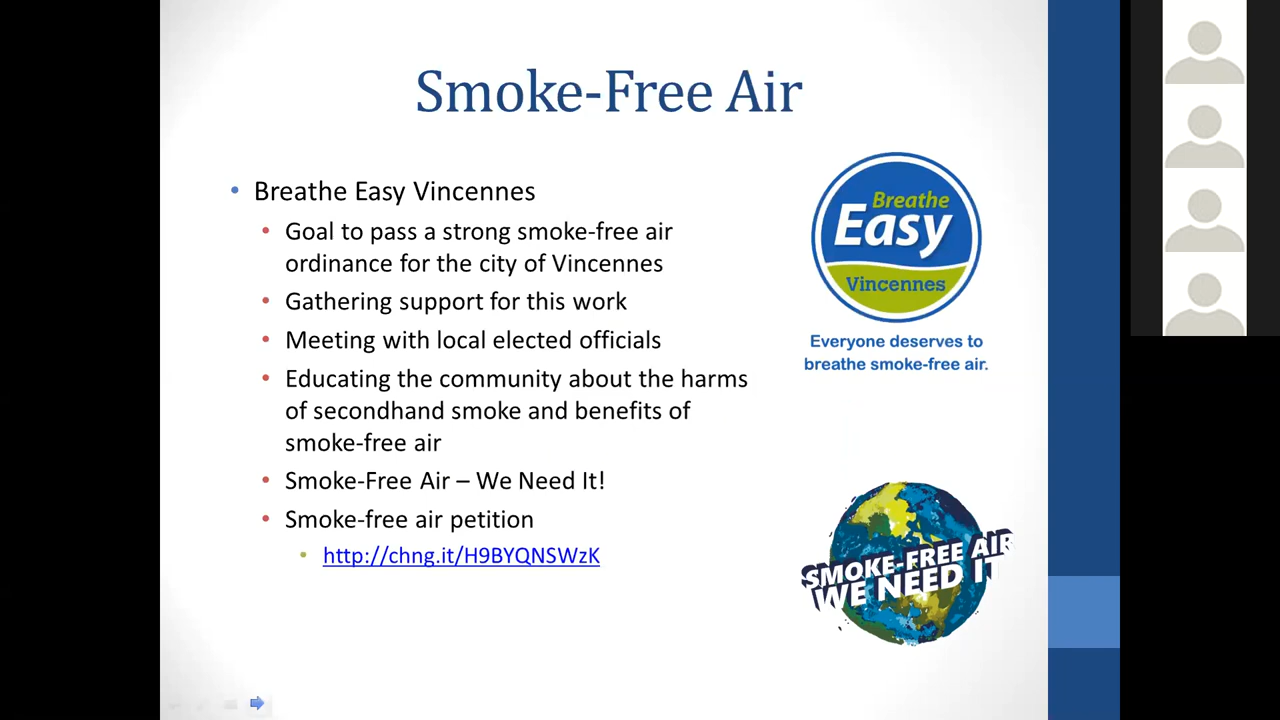 Smoke-Free Air
• Breathe Easy Vincennes
• Goal to pass a strong smoke-free air
ordinance for the city of Vincennes
• Gathering support for this work
• Meeting with local elected officials
• Educating the community about the harms
of secondhand smoke and benefits of
smoke-free air
• Smoke-Free Air – We Need It!
• Smoke-free air petition
• http://chng.it/H9BYQNSWzK
Breathe
Easy
Vincennes
Everyone deserves to
breathe smoke-free air.
SMOKE-FREE AIR
WE NEED IT